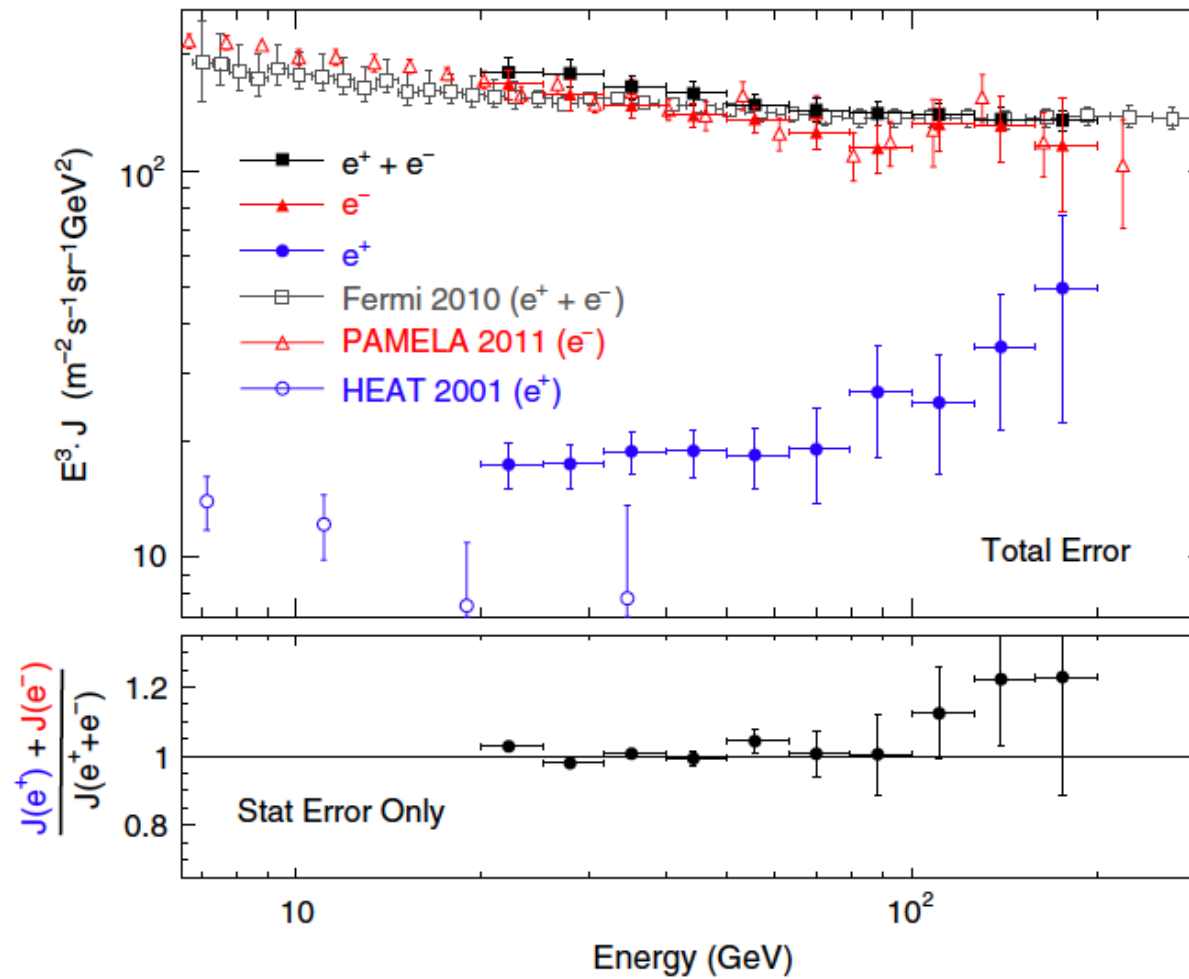 E³· J (m⁻²s⁻¹sr⁻¹GeV²)
10²
10
e⁺ + e⁻
e⁻
e⁺
Fermi 2010 (e⁺ + e⁻)
PAMELA 2011 (e⁻)
HEAT 2001 (e⁺)
Total Error
J(e⁺) + J(e⁻)
J(e⁺+e⁻)
1.2
1
0.8
Stat Error Only
10
10²
Energy (GeV)